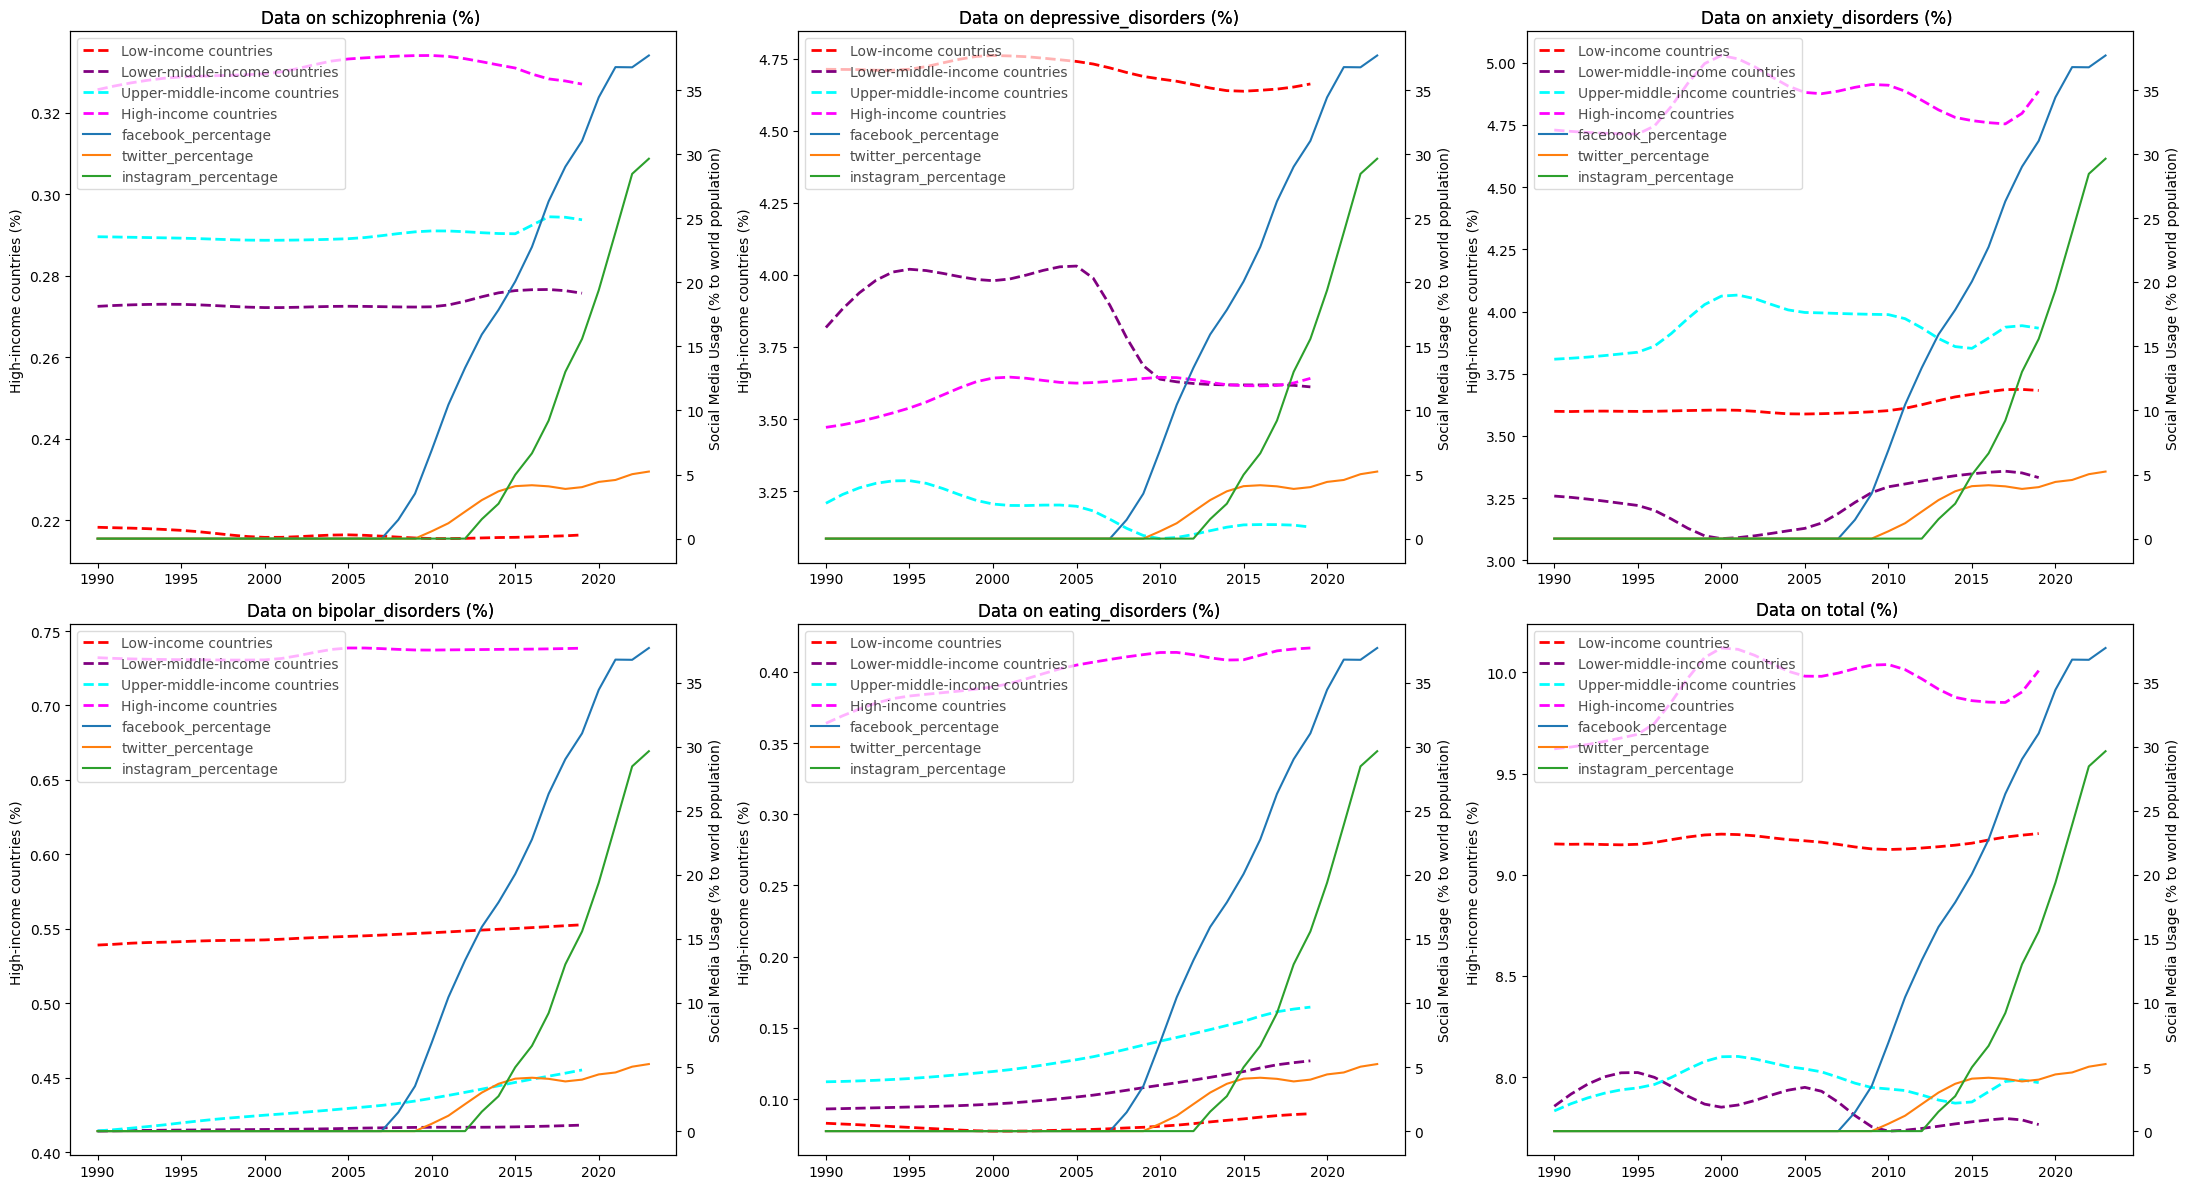 Data on schizophrenia (%)
Low-income countries
Lower-middle-income countries
Upper-middle-income countries
High-income countries
facebook_percentage
twitter_percentage
instagram_percentage
High-income countries (%)
0.32
0.30
0.28
0.26
0.24
0.22
Social Media Usage (% to world population)
35
30
25
20
15
10
5
0
1990
1995
2000
2005
2010
2015
2020
Data on depressive_disorders (%)
Low-income countries
Lower-middle-income countries
Upper-middle-income countries
High-income countries
facebook_percentage
twitter_percentage
instagram_percentage
High-income countries (%)
4.75
4.50
4.25
4.00
3.75
3.50
3.25
Social Media Usage (% to world population)
35
30
25
20
15
10
5
0
1990
1995
2000
2005
2010
2015
2020
Data on anxiety_disorders (%)
Low-income countries
Lower-middle-income countries
Upper-middle-income countries
High-income countries
facebook_percentage
twitter_percentage
instagram_percentage
High-income countries (%)
5.00
4.75
4.50
4.25
4.00
3.75
3.50
3.25
3.00
Social Media Usage (% to world population)
35
30
25
20
15
10
5
0
1990
1995
2000
2005
2010
2015
2020
Data on bipolar_disorders (%)
Low-income countries
Lower-middle-income countries
Upper-middle-income countries
High-income countries
facebook_percentage
twitter_percentage
instagram_percentage
High-income countries (%)
0.75
0.70
0.65
0.60
0.55
0.50
0.45
0.40
Social Media Usage (% to world population)
35
30
25
20
15
10
5
0
1990
1995
2000
2005
2010
2015
2020
Data on eating_disorders (%)
Low-income countries
Lower-middle-income countries
Upper-middle-income countries
High-income countries
facebook_percentage
twitter_percentage
instagram_percentage
High-income countries (%)
0.40
0.35
0.30
0.25
0.20
0.15
0.10
Social Media Usage (% to world population)
35
30
25
20
15
10
5
0
1990
1995
2000
2005
2010
2015
2020
Data on total (%)
Low-income countries
Lower-middle-income countries
Upper-middle-income countries
High-income countries
facebook_percentage
twitter_percentage
instagram_percentage
High-income countries (%)
10.0
9.5
9.0
8.5
8.0
Social Media Usage (% to world population)
35
30
25
20
15
10
5
0
1990
1995
2000
2005
2010
2015
2020